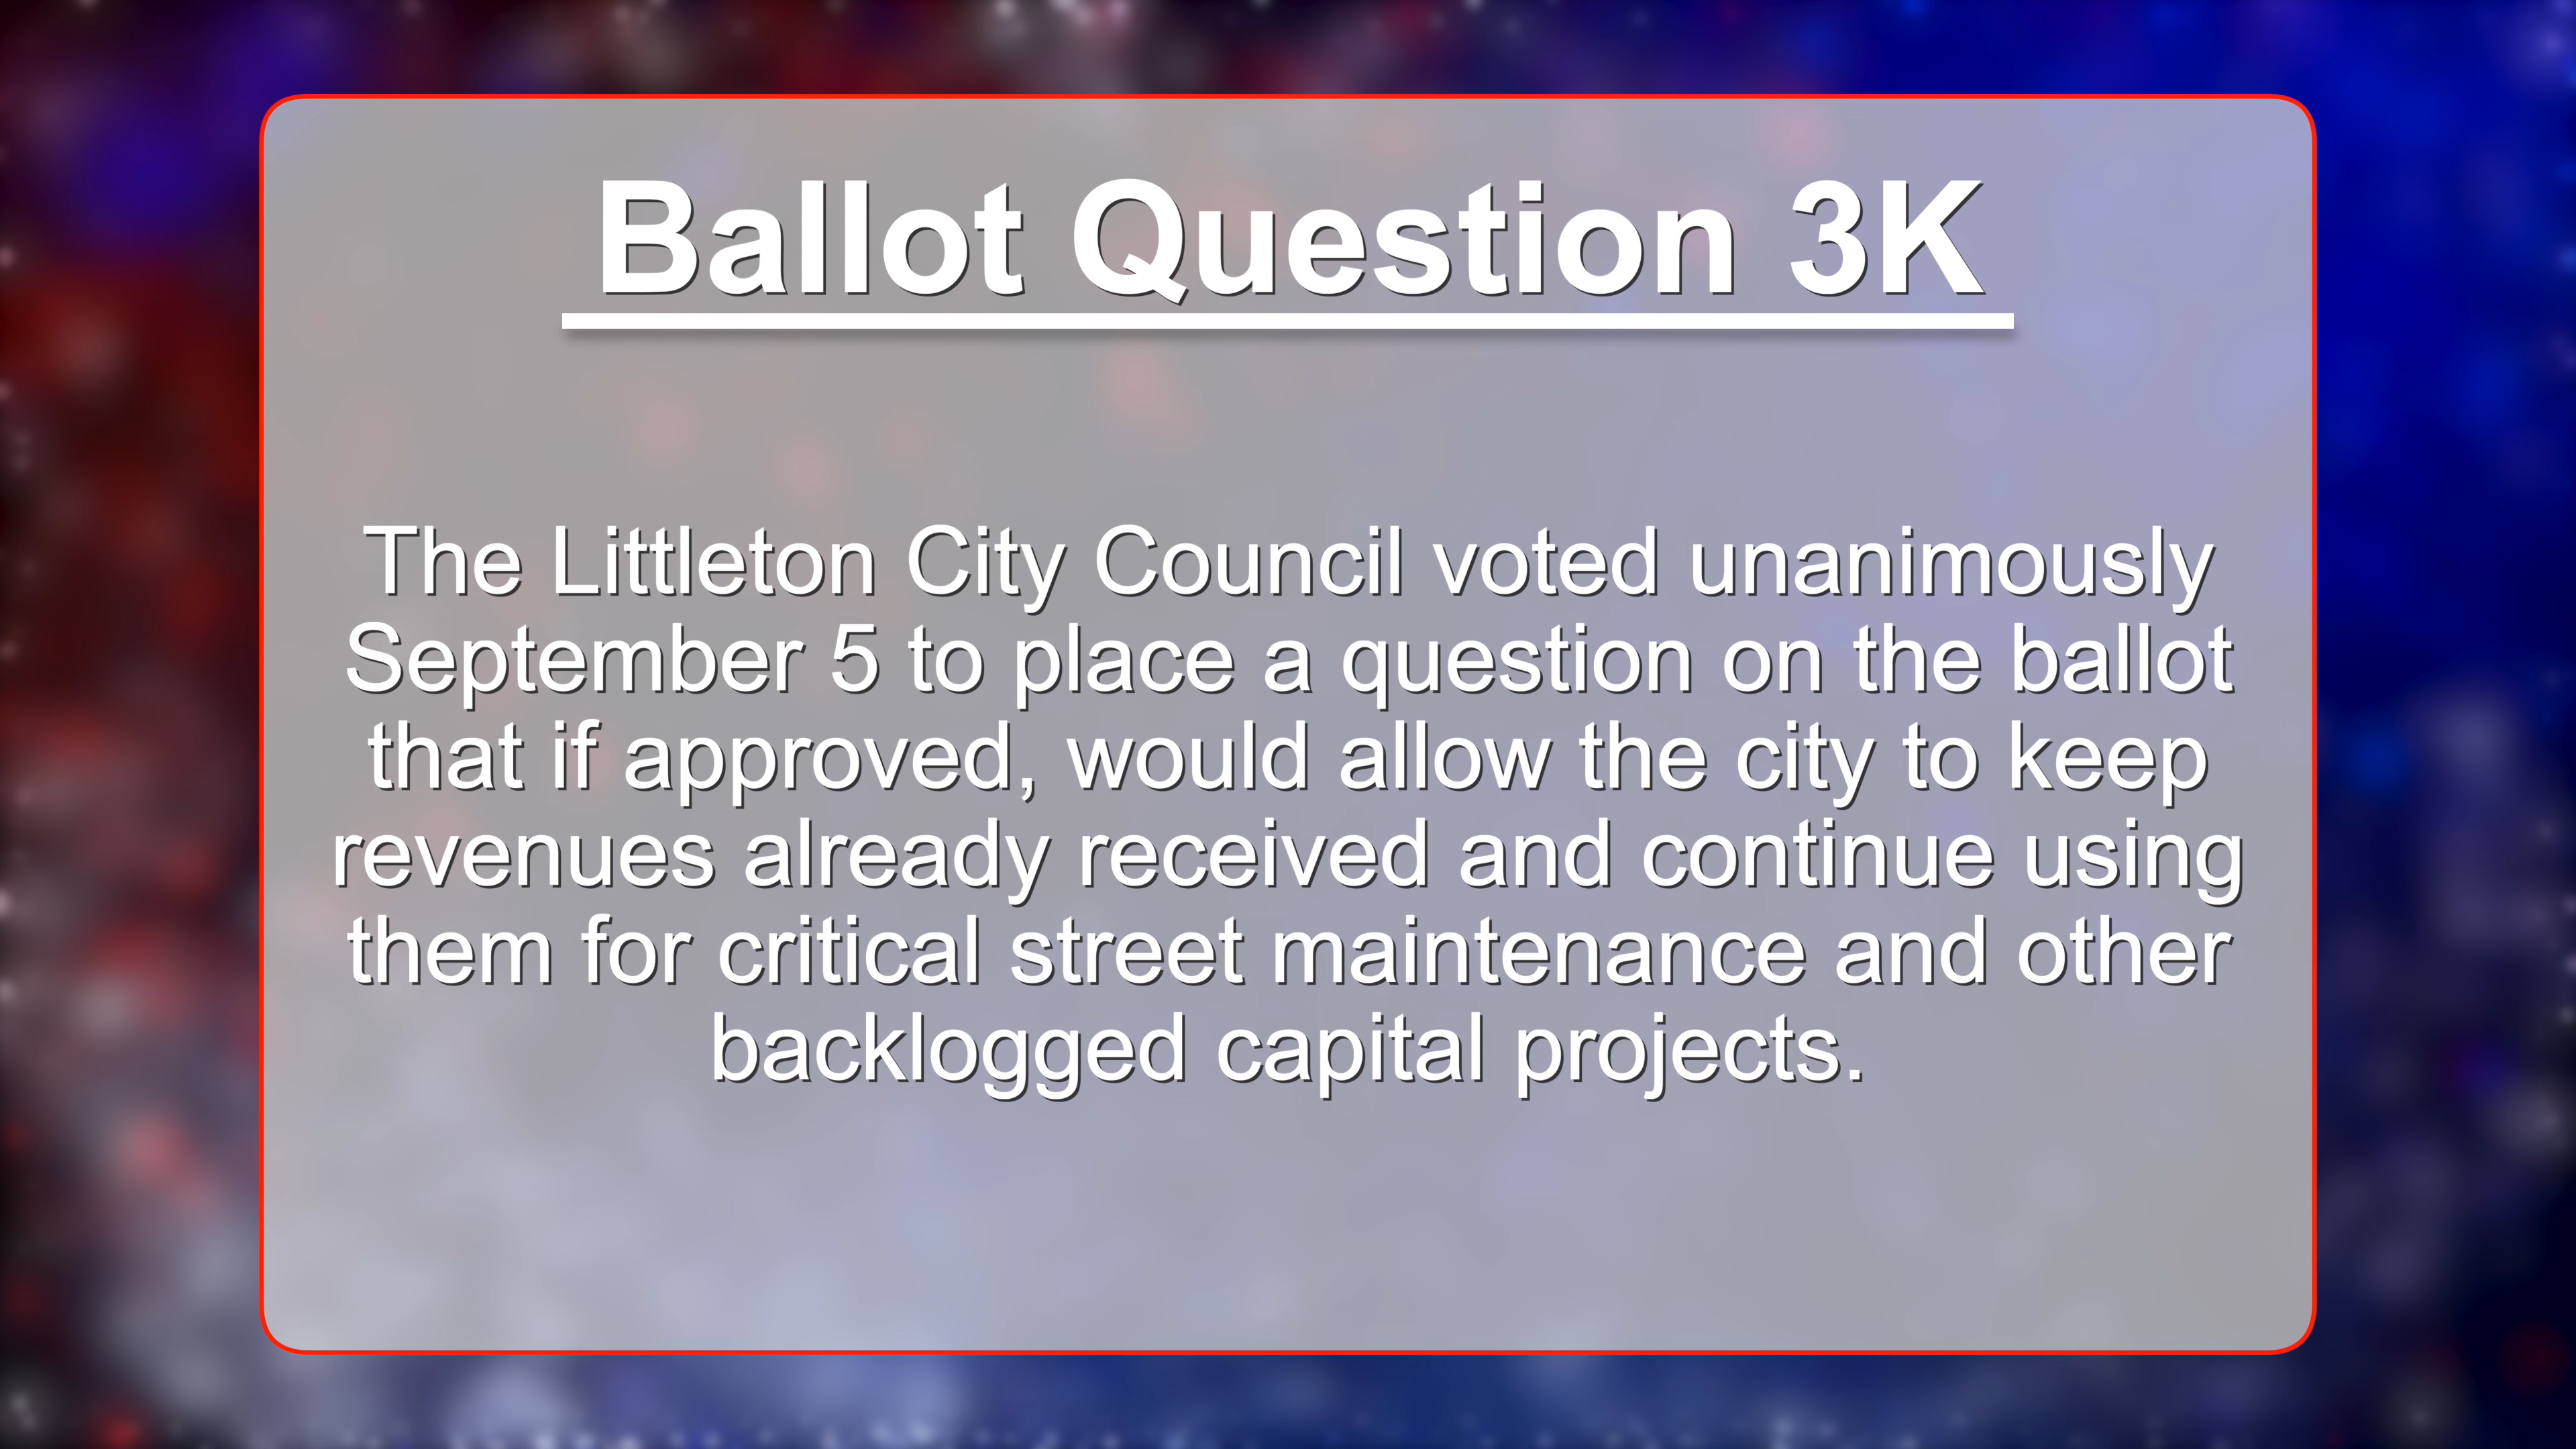 Ballot Question 3K
The Littleton City Council voted unanimously
September 5 to place a question on the ballot
that if approved, would allow the city to keep
revenues already received and continue using
them for critical street maintenance and other
backlogged capital projects.